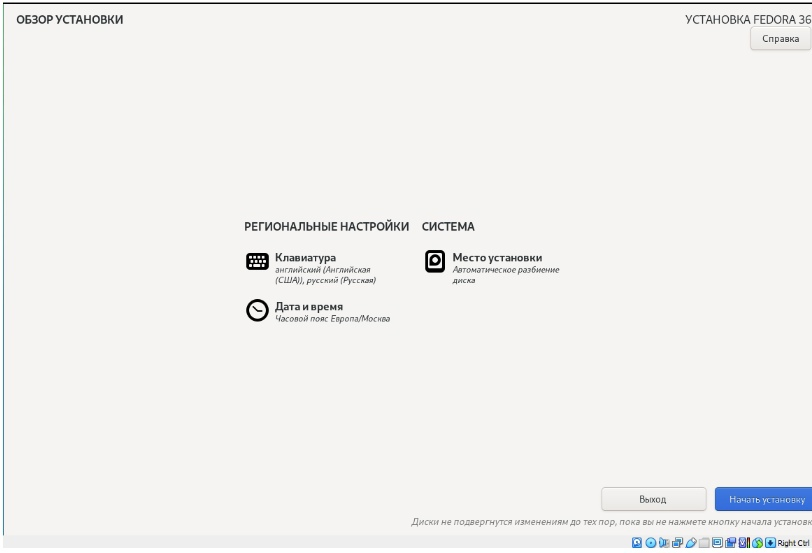 ОБЗОР УСТАНОВКИ
УСТАНОВКА FEDORA 36
Справка
РЕГИОНАЛЬНЫЕ НАСТРОЙКИ
Клавиатура
английский (Английская
(США)), русский (Русская)
Дата и время
Часовой пояс Европа/Москва
СИСТЕМА
Место установки
Автоматическое разбиение
диска
Выход
Начать установку
Диски не подвергнутся изменениям до тех пор, пока вы не нажмете кнопку начала установк
Right Ctrl